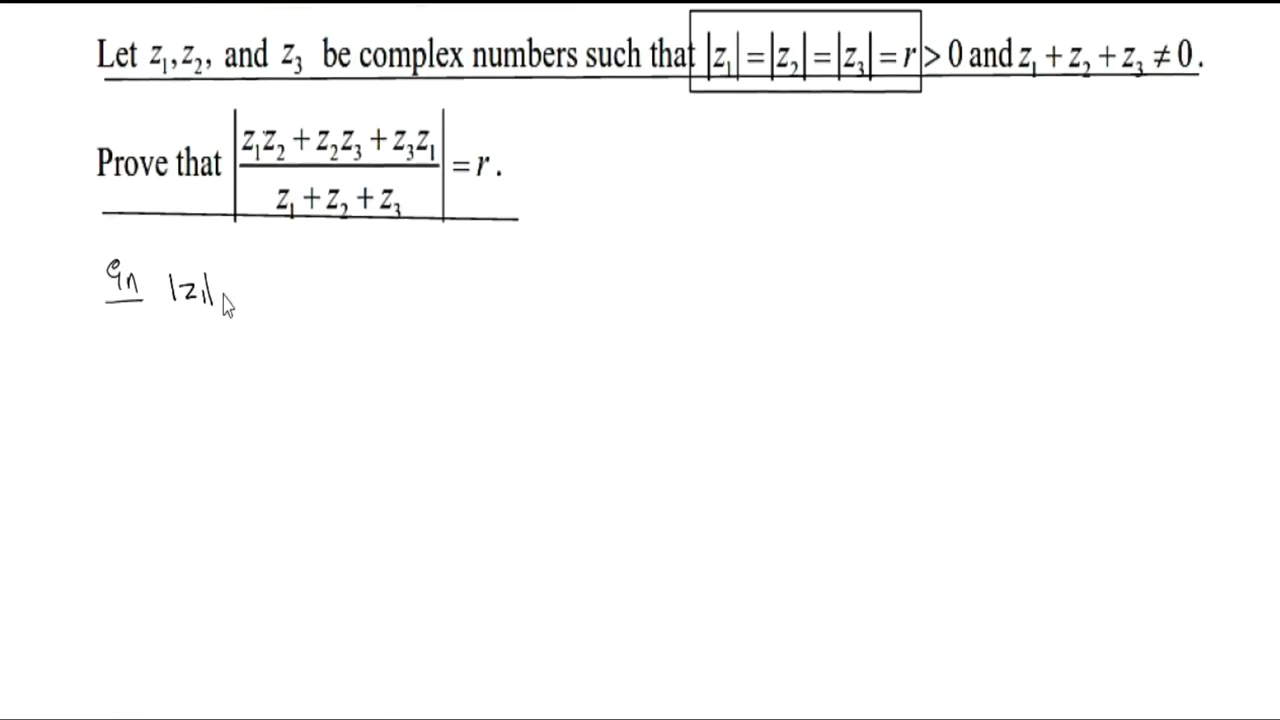 Let z₁,z₂, and z₃ be complex numbers such that |z₁| = |z₂| = |z₃| = r > 0 and z₁ + z₂ + z₃ ≠ 0.
Prove that |(z₁z₂ + z₂z₃ + z₃z₁)/(z₁ + z₂ + z₃)| = r.
Gn |z₁|